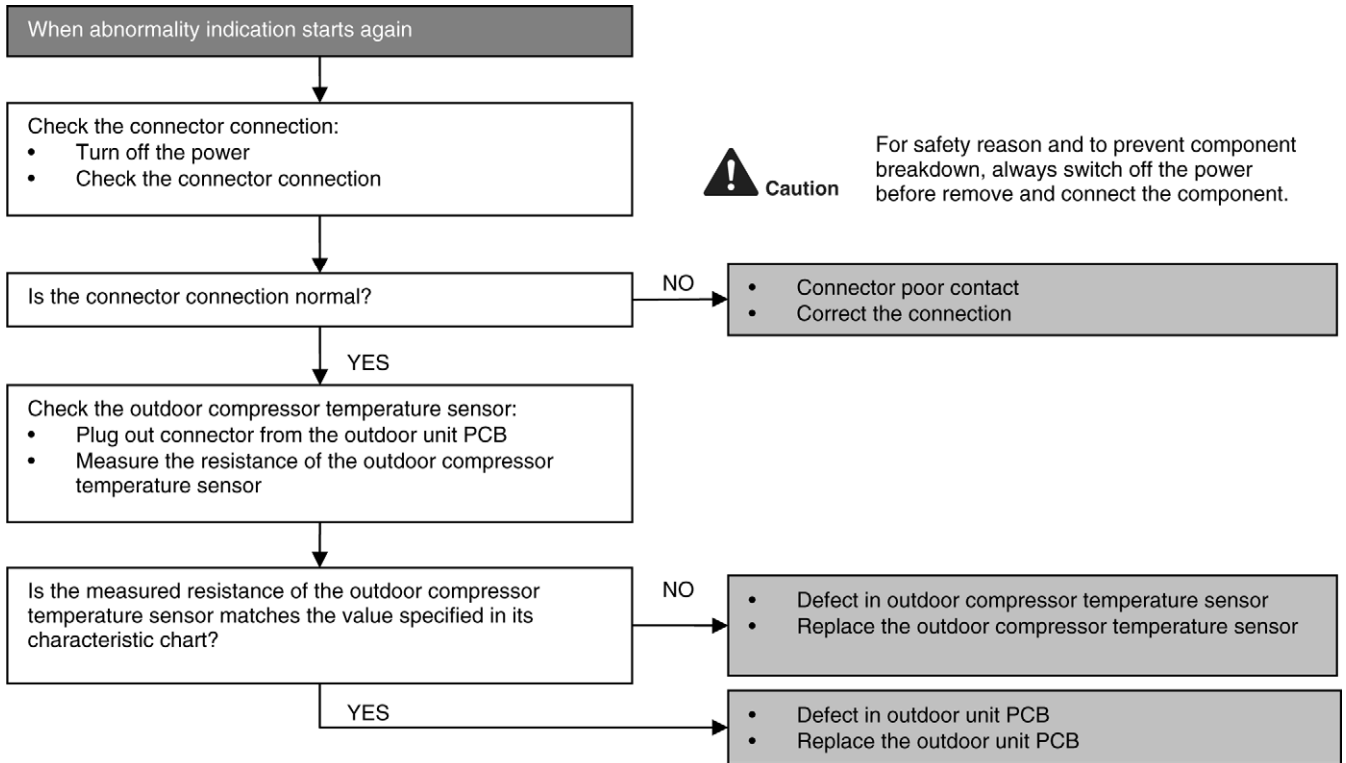 When abnormality indication starts again
Check the connector connection:
• Turn off the power
• Check the connector connection
Caution
For safety reason and to prevent component
breakdown, always switch off the power
before remove and connect the component.
Is the connector connection normal?
NO
• Connector poor contact
• Correct the connection
YES
Check the outdoor compressor temperature sensor:
• Plug out connector from the outdoor unit PCB
• Measure the resistance of the outdoor compressor
temperature sensor
Is the measured resistance of the outdoor compressor
temperature sensor matches the value specified in its
characteristic chart?
NO
• Defect in outdoor compressor temperature sensor
• Replace the outdoor compressor temperature sensor
YES
• Defect in outdoor unit PCB
• Replace the outdoor unit PCB